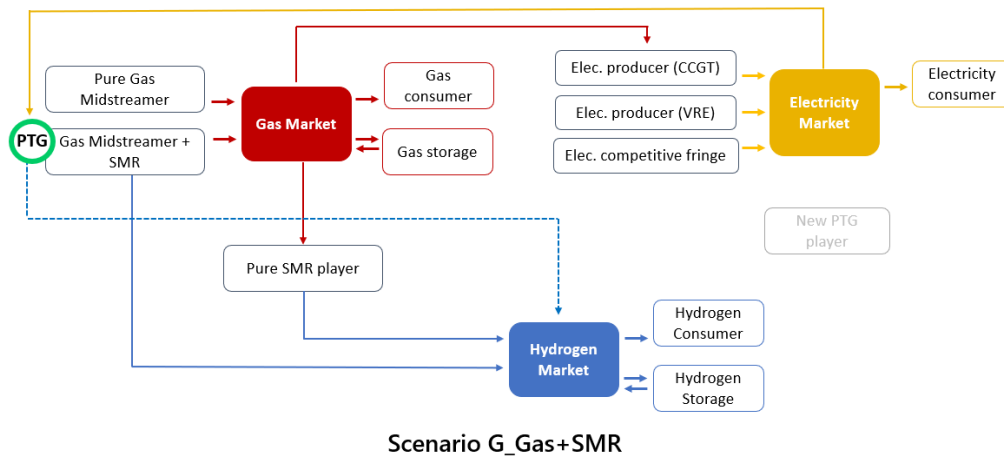 Pure Gas
Midstreamer
PTG
Gas Midstreamer +
SMR
Gas Market
Gas
consumer
Gas storage
Elec. producer (CCGT)
Elec. producer (VRE)
Elec. competitive fringe
Electricity
Market
Electricity
consumer
New PTG
player
Pure SMR player
Hydrogen
Market
Hydrogen
Consumer
Hydrogen
Storage
Scenario G_Gas+SMR